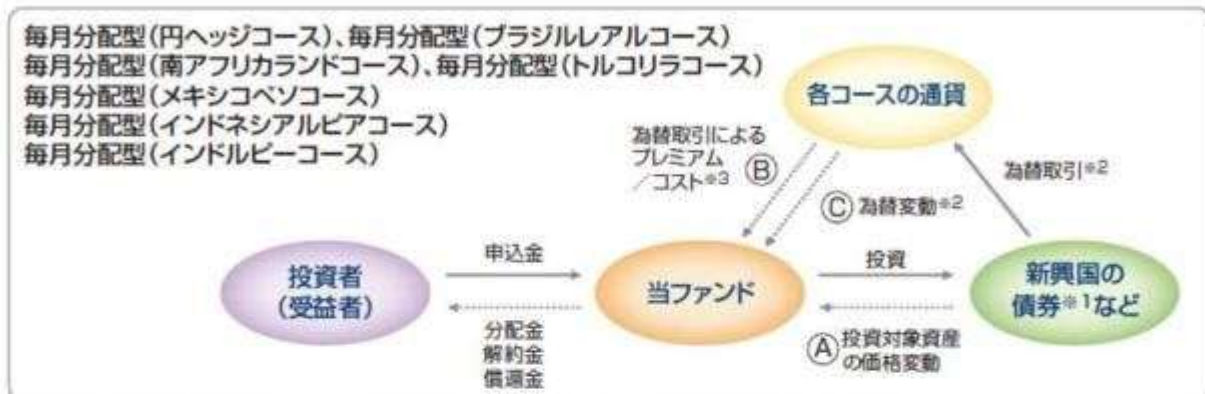 毎月分配型(円ヘッジコース)、毎月分配型(ブラジルレアルコース)
毎月分配型(南アフリカランドコース)、毎月分配型(トルコリラコース)
毎月分配型(メキシコペソコース)
毎月分配型(インドネシアルピアコース)
毎月分配型(インドルピーコース)
各コースの通貨
為替取引による
プレミアム
/コスト※3
Ⓑ
Ⓒ 為替変動※2
為替取引※2
投資者
(受益者)
申込金
分配金
解約金
償還金
当ファンド
投資
Ⓐ 投資対象資産
の価格変動
新興国の
債券※1など